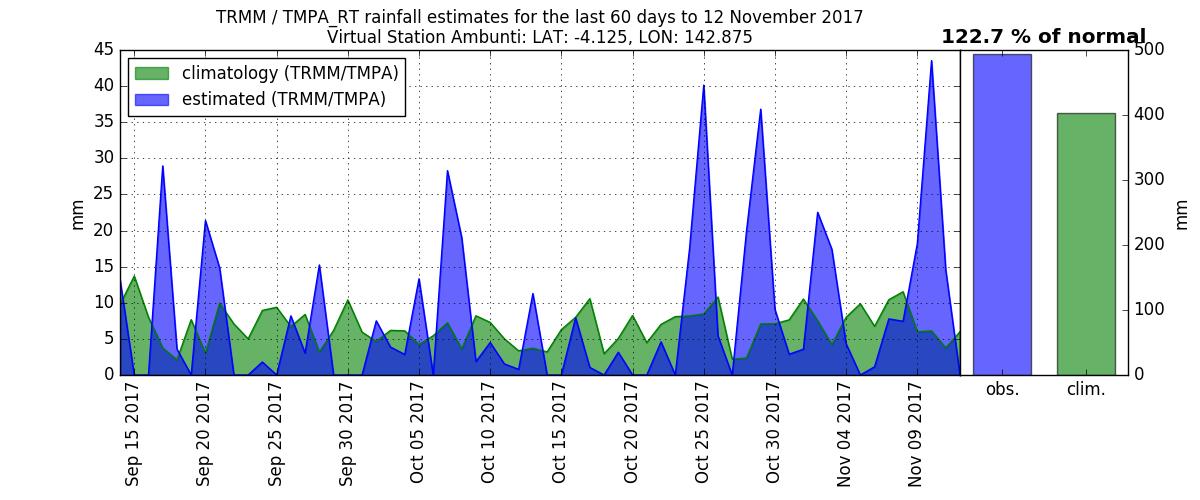 TRMM / TMPA_RT rainfall estimates for the last 60 days to 12 November 2017
Virtual Station Ambunti: LAT: -4.125, LON: 142.875
122.7 % of normal
climatology (TRMM/TMPA)
estimated (TRMM/TMPA)
mm
45
40
35
30
25
20
15
10
5
0
Sep 15 2017
Sep 20 2017
Sep 25 2017
Sep 30 2017
Oct 05 2017
Oct 10 2017
Oct 15 2017
Oct 20 2017
Oct 25 2017
Oct 30 2017
Nov 04 2017
Nov 09 2017
500
400
300
200
100
0
mm
obs.
clim.